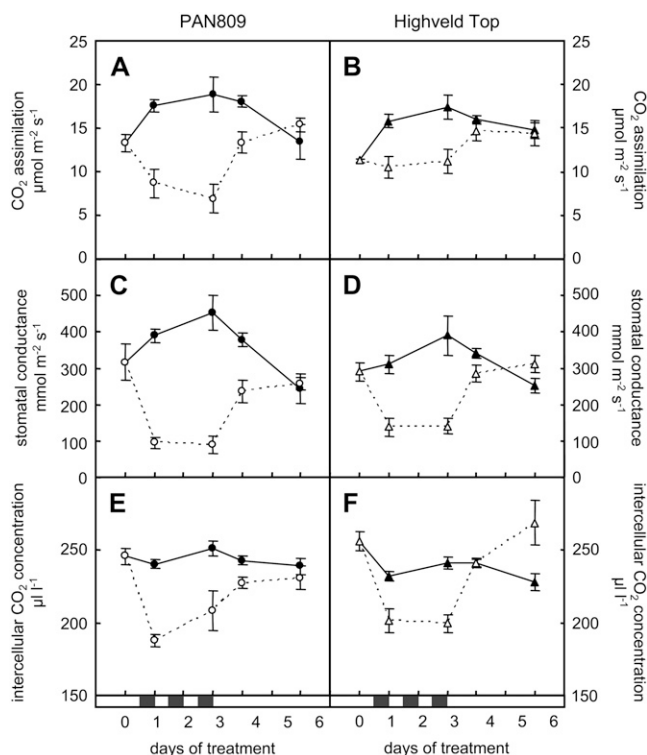 PAN809 Highveld Top
A B
CO2 assimilation
µmol m-2 s-1
25 25
20 20
15 15
10 10
5 5
0 0
CO2 assimilation
µmol m-2 s-1
C D
stomatal conductance
mmol m-2 s-1
500 500
400 400
300 300
200 200
100 100
0 0
stomatal conductance
mmol m-2 s-1
E F
intercellular CO2 concentration
µl l-1
250 250
200 200
150 150
intercellular CO2 concentration
µl l-1
0 1 2 3 4 5 6 0 1 2 3 4 5 6
days of treatment days of treatment